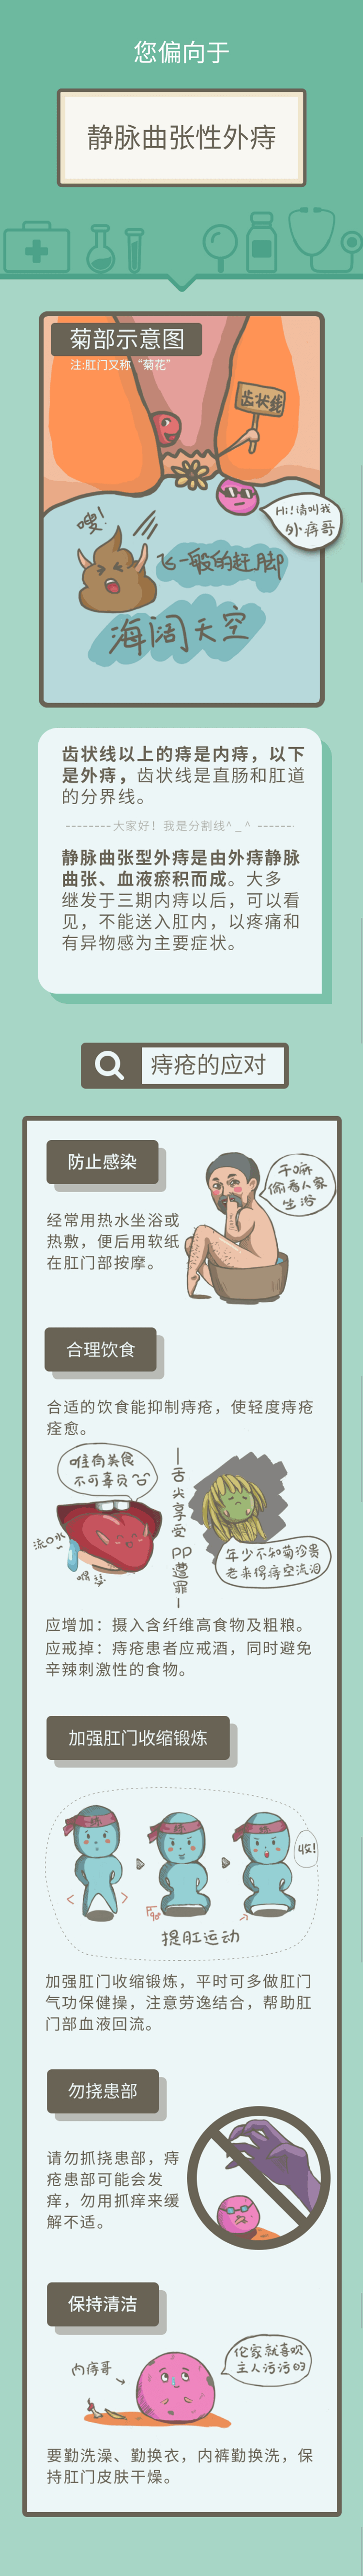 您偏向于
静脉曲张性外痔
菊部示意图
注:肛门又称“菊花”
齿状线
Hi!请叫我
外痔哥
嗖!
飞一般的赶脚
海阔天空
齿状线以上的痔是内痔，以下
是外痔，齿状线是直肠和肛道
的分界线。
--------大家好！我是分割线^_^ ------
静脉曲张型外痔是由外痔静脉
曲张、血液瘀积而成。大多
继发于三期内痔以后，可以看
见，不能送入肛内，以疼痛和
有异物感为主要症状。
痔疮的应对
防止感染
干嘛
偷看人家
生浴
经常用热水坐浴或
热敷，便后用软纸
在肛门部按摩。
合理饮食
合适的饮食能抑制痔疮，使轻度痔疮
痊愈。
唯有美食
不可辜负
流口水
舌尖享受 PP遭罪
年少不知菊珍贵
老来得痔空流泪
应增加：摄入含纤维高食物及粗粮。
应戒掉：痔疮患者应戒酒，同时避免
辛辣刺激性的食物。
加强肛门收缩锻炼
收!
提肛运动
加强肛门收缩锻炼，平时可多做肛门
气功保健操，注意劳逸结合，帮助肛
门部血液回流。
勿挠患部
请勿抓挠患部，痔
疮患部可能会发
痒，勿用抓痒来缓
解不适。
保持清洁
内痔哥
伦家就喜欢
主人污污的
要勤洗澡、勤换衣，内裤勤换洗，保
持肛门皮肤干燥。